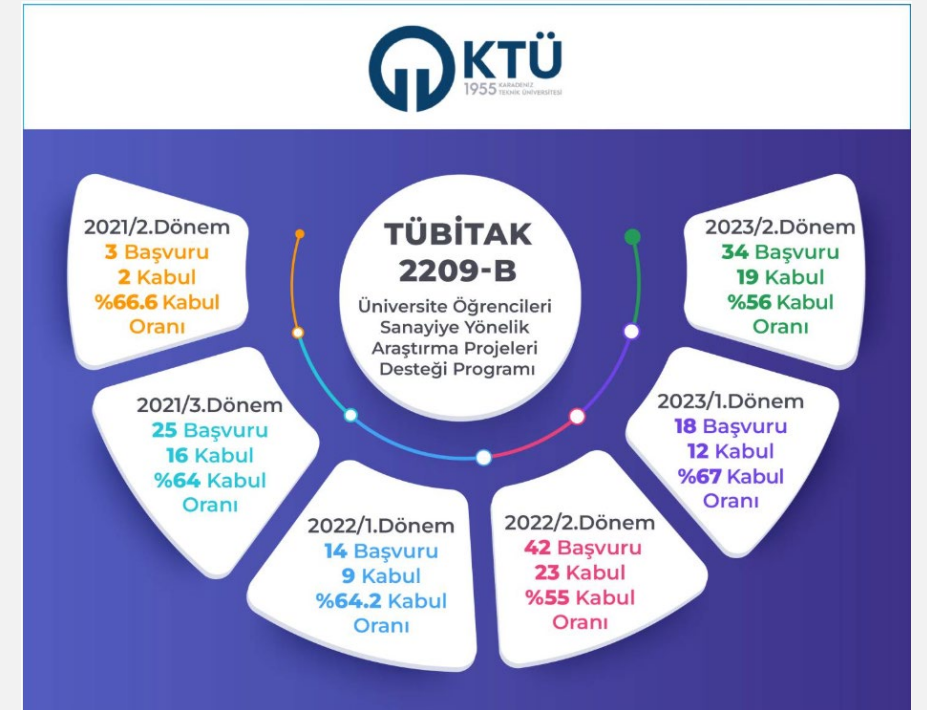 KTÜ
1955 KARADENİZ
TEKNİK ÜNİVERSİTESİ
TÜBİTAK
2209-B
Üniversite Öğrencileri
Sanayiye Yönelik
Araştırma Projeleri
Desteği Programı
2021/2.Dönem
3 Başvuru
2 Kabul
%66.6 Kabul
Oranı
2021/3.Dönem
25 Başvuru
16 Kabul
%64 Kabul
Oranı
2022/1.Dönem
14 Başvuru
9 Kabul
%64.2 Kabul
Oranı
2022/2.Dönem
42 Başvuru
23 Kabul
%55 Kabul
Oranı
2023/1.Dönem
18 Başvuru
12 Kabul
%67 Kabul
Oranı
2023/2.Dönem
34 Başvuru
19 Kabul
%56 Kabul
Oranı